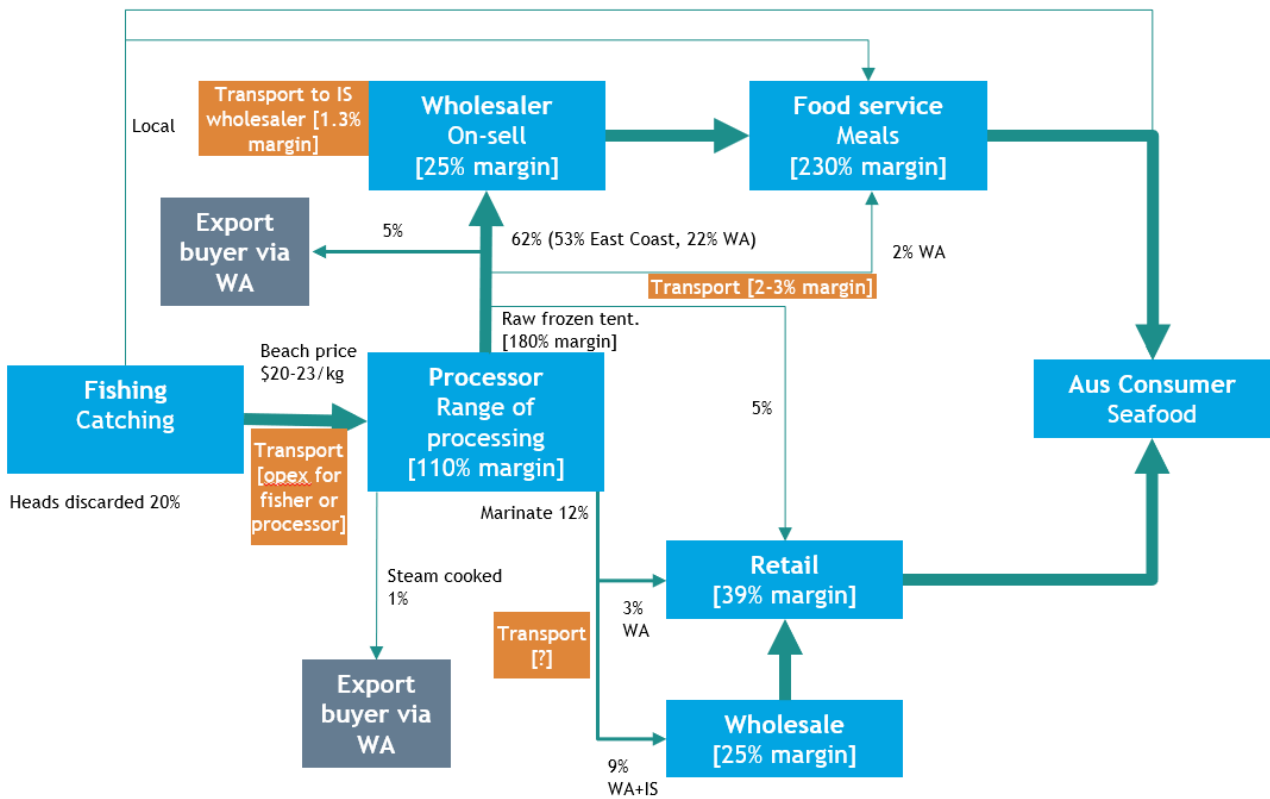 Local
Transport to IS
wholesaler [1.3%
margin]
Wholesaler
On-sell
[25% margin]
Food service
Meals
[230% margin]
Export
buyer via
WA
5%
62% (53% East Coast, 22% WA)
2% WA
Transport [2-3% margin]
Raw frozen tent.
[180% margin]
Beach price
$20-23/kg
Fishing
Catching
Processor
Range of
processing
[110% margin]
Aus Consumer
Seafood
Transport
[opex for
fisher or
processor]
5%
Heads discarded 20%
Marinate 12%
Steam cooked
1%
Retail
[39% margin]
3%
WA
Transport
[?]
Export
buyer via
WA
Wholesale
[25% margin]
9%
WA+IS